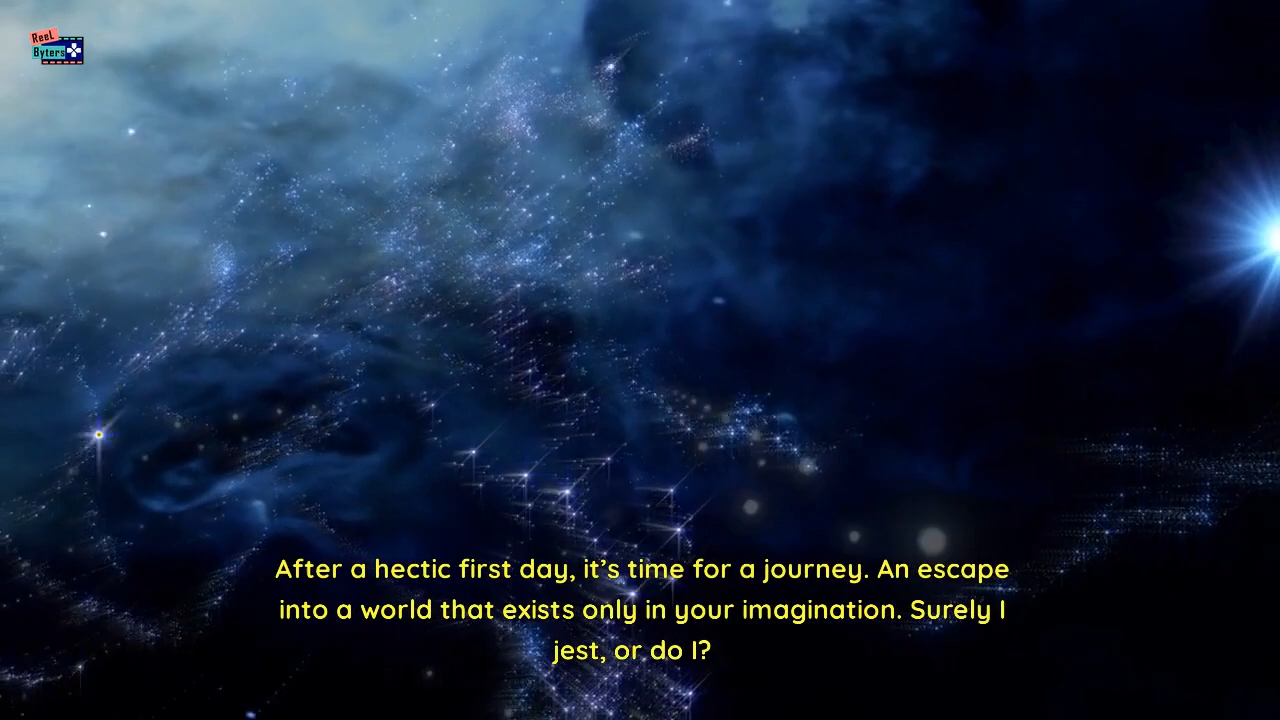 ReeL
Byters
After a hectic first day, it’s time for a journey. An escape
into a world that exists only in your imagination. Surely I
jest, or do I?